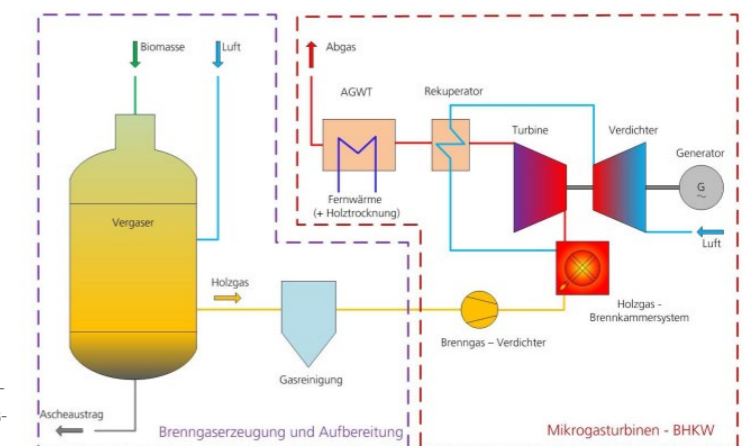 Biomasse
Luft
Abgas
AGWT
Rekuperator
Turbine
Verdichter
Generator
G
~
Vergaser
Fernwärme
(+ Holztrocknung)
Luft
Holzgas
Holzgas -
Brennkammersystem
Brenngas – Verdichter
Gasreinigung
Ascheaustrag
Brenngaserzeugung und Aufbereitung
Mikrogasturbinen - BHKW